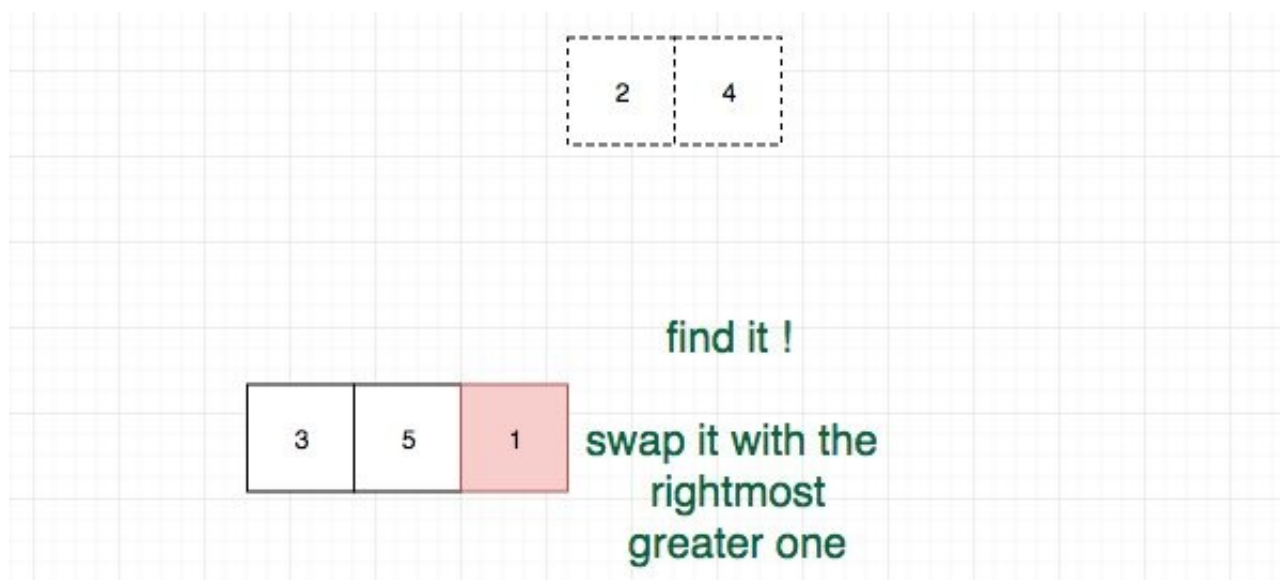 2 4
find it !
3 5 1
swap it with the
rightmost
greater one